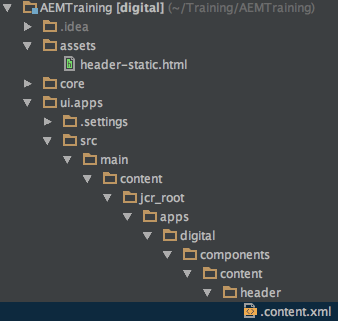 AEMTraining [digital] (~/Training/AEMTraining)
.idea
assets
header-static.html
core
ui.apps
.settings
src
main
content
jcr_root
apps
digital
components
content
header
.content.xml